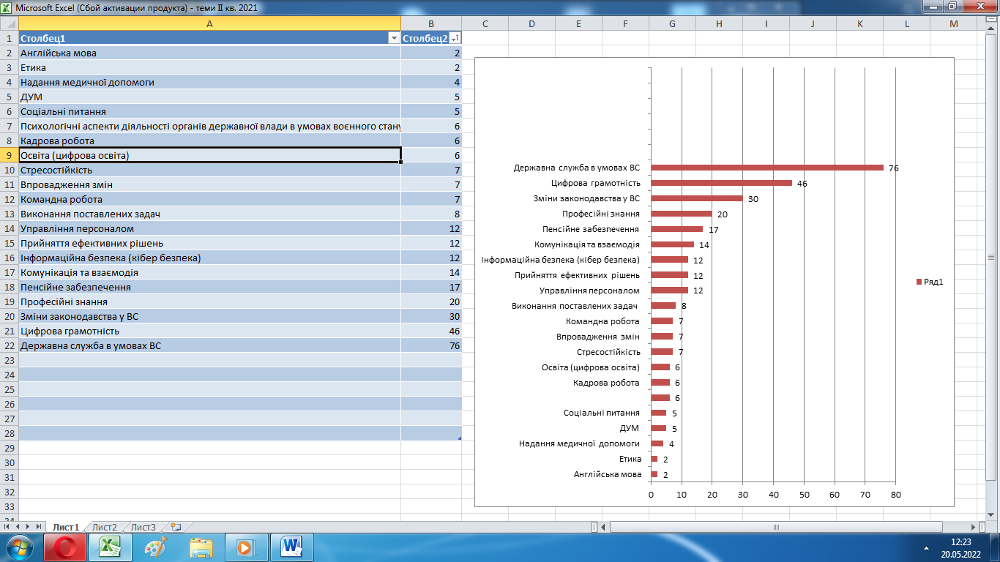 Microsoft Excel (Сбой активации продукта) - теми II кв. 2021
A B C D E F G H I J K L M
1 Столбец1 Столбец2
2 Англійська мова 2
3 Етика 2
4 Надання медичної допомоги 4
5 ДУМ 5
6 Соціальні питання 5
7 Психологічні аспекти діяльності органів державної влади в умовах воєнного стану 6
8 Кадрова робота 6
9 Освіта (цифрова освіта) 6
10 Стресостійкість 7
11 Впровадження змін 7
12 Командна робота 7
13 Виконання поставлених задач 8
14 Управління персоналом 12
15 Прийняття ефективних рішень 12
16 Інформаційна безпека (кібер безпека) 12
17 Комунікація та взаємодія 14
18 Пенсійне забезпечення 17
19 Професійні знання 20
20 Зміни законодавства у ВС 30
21 Цифрова грамотність 46
22 Державна служба в умовах ВС 76
23
24
25
26
27
28
29
30
31
32
33
Державна служба в умовах ВС 76
Цифрова грамотність 46
Зміни законодавства у ВС 30
Професійні знання 20
Пенсійне забезпечення 17
Комунікація та взаємодія 14
Інформаційна безпека (кібер безпека) 12
Прийняття ефективних рішень 12
Управління персоналом 12
Виконання поставлених задач 8
Командна робота 7
Впровадження змін 7
Стресостійкість 7
Освіта (цифрова освіта) 6
Кадрова робота 6
6
Соціальні питання 5
ДУМ 5
Надання медичної допомоги 4
Етика 2
Англійська мова 2
0 10 20 30 40 50 60 70 80
Ряд1
Лист1 Лист2 Лист3
12:23
20.05.2022